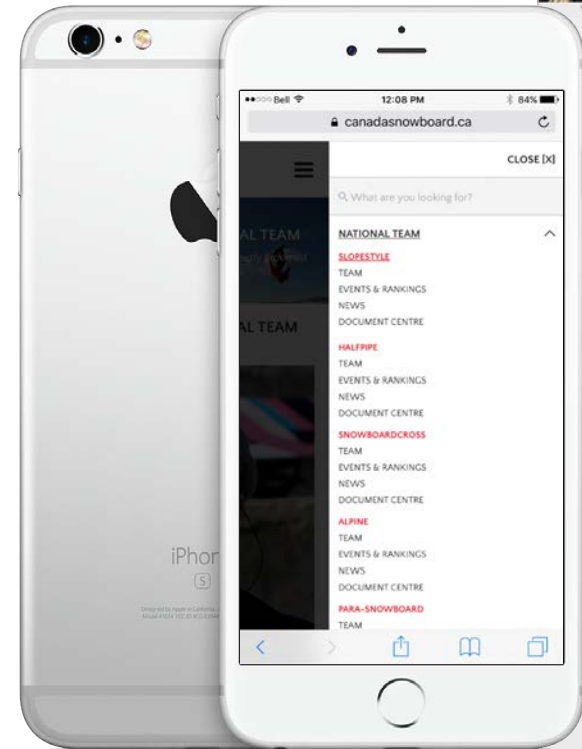 Bell 12:08 PM 84%
canadasnowboard.ca
CLOSE [X]
What are you looking for?
AL TEAM
NATIONAL TEAM
SLOPESTYLE
TEAM
EVENTS & RANKINGS
NEWS
AL TEAM
DOCUMENT CENTRE
HALFPIPE
TEAM
EVENTS & RANKINGS
NEWS
DOCUMENT CENTRE
SNOWBOARDCROSS
TEAM
EVENTS & RANKINGS
NEWS
DOCUMENT CENTRE
ALPINE
TEAM
EVENTS & RANKINGS
NEWS
DOCUMENT CENTRE
PARA-SNOWBOARD
TEAM
iPhon
S